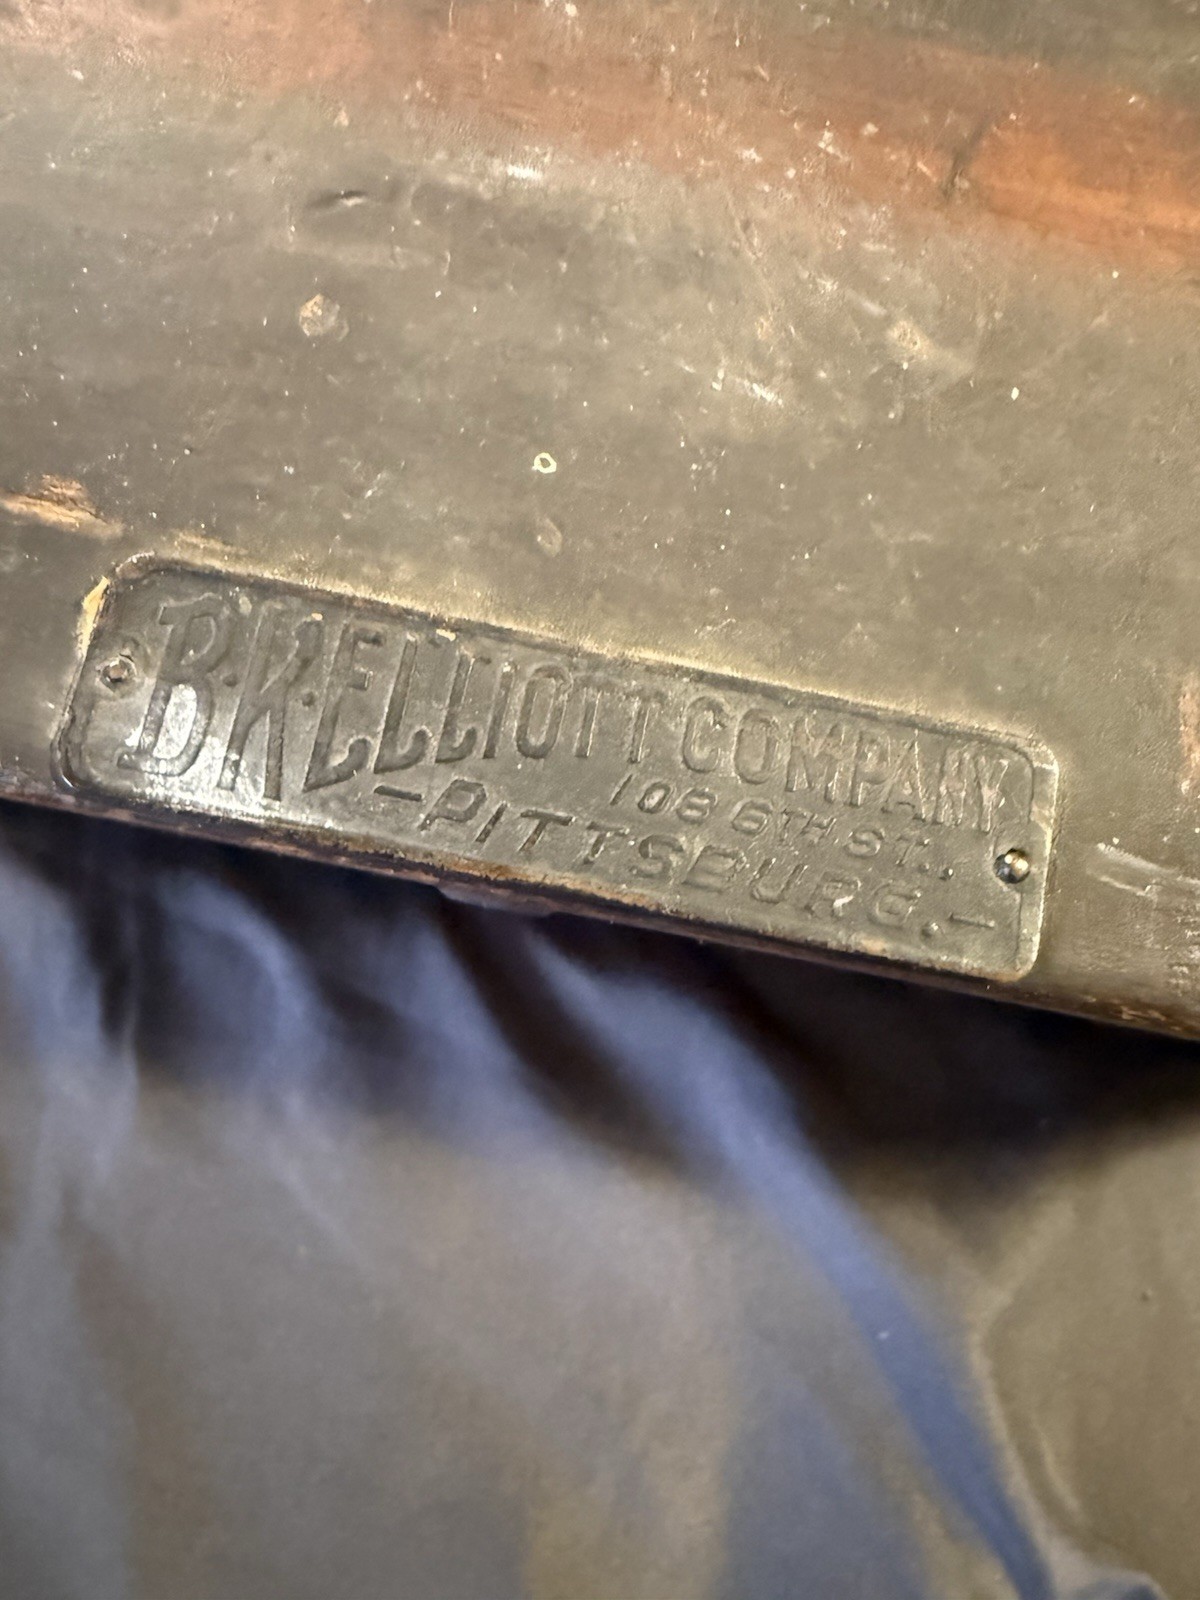 B.K. ELLIOTT COMPANY
108 6TH ST.,
-PITTSBURG.-